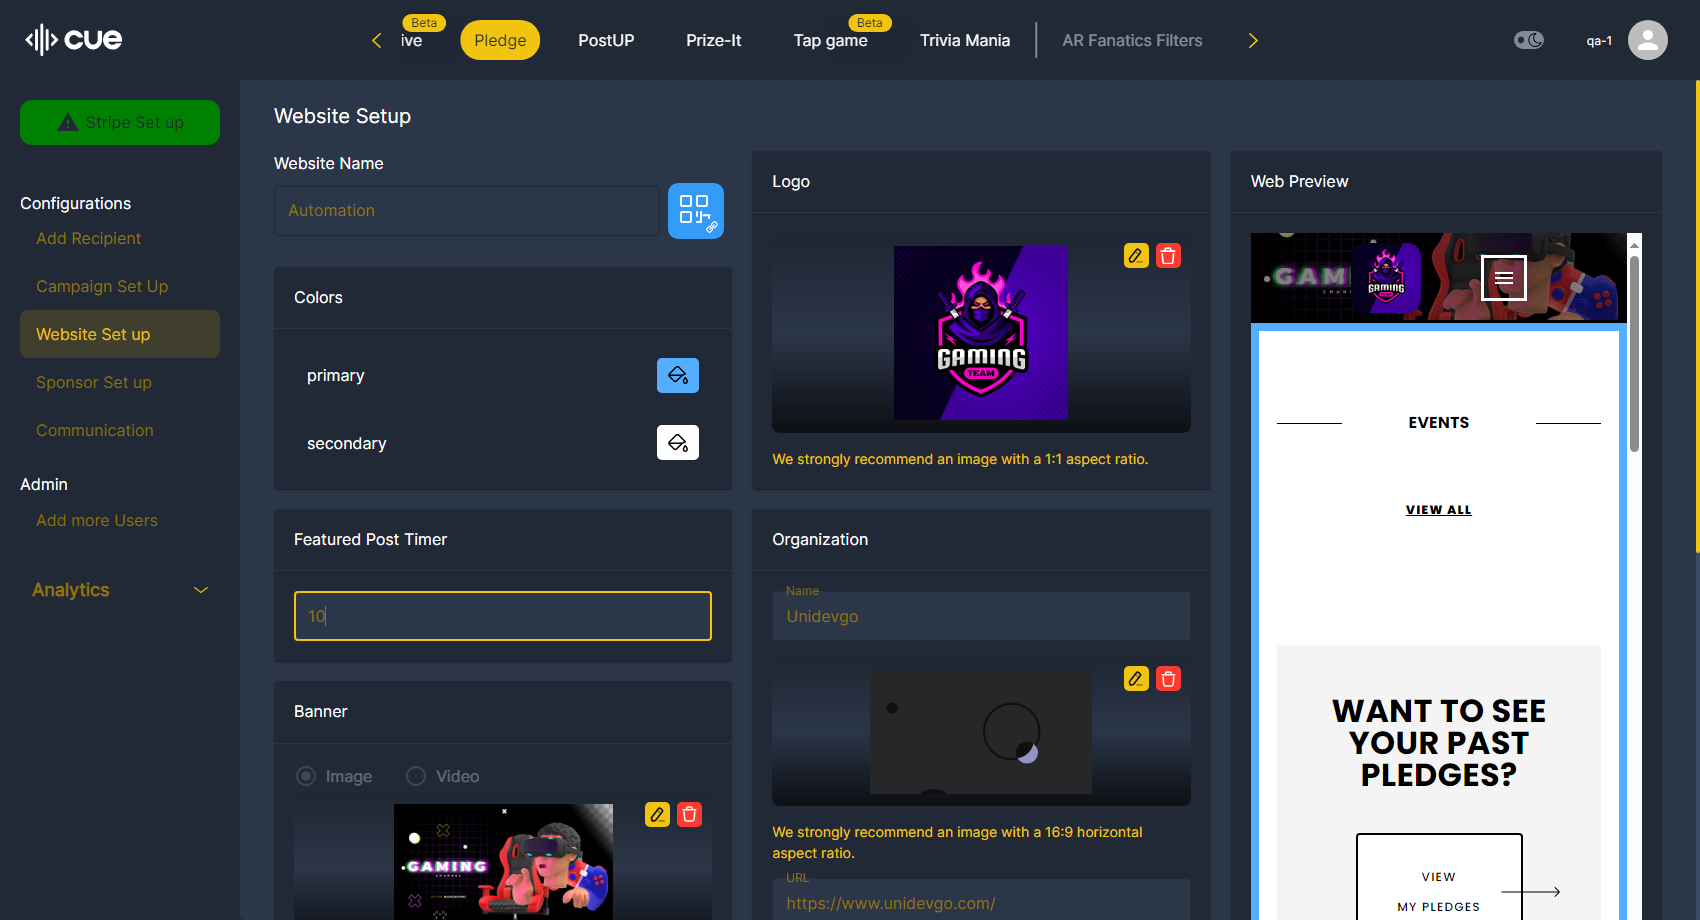 cue
Beta
Beta
ive
Pledge
PostUP
Prize-It
Tap game
Trivia Mania
AR Fanatics Filters
qa-1
Stripe Set up
Configurations
Add Recipient
Campaign Set Up
Website Set up
Sponsor Set up
Communication
Admin
Add more Users
Analytics
Website Setup
Website Name
Automation
Colors
primary
secondary
Featured Post Timer
10
Banner
Image
Video
GAMING
Logo
GAMING
TEAM
We strongly recommend an image with a 1:1 aspect ratio.
Organization
Name
Unidevgo
We strongly recommend an image with a 16:9 horizontal
aspect ratio.
URL
https://www.unidevgo.com/
Web Preview
GAMI
GAMING
EVENTS
VIEW ALL
WANT TO SEE
YOUR PAST
PLEDGES?
VIEW
MY PLEDGES